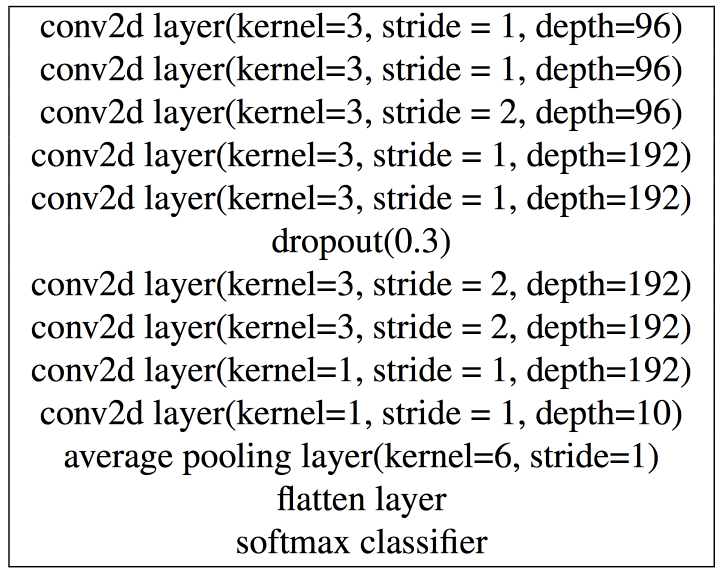 conv2d layer(kernel=3, stride = 1, depth=96)
conv2d layer(kernel=3, stride = 1, depth=96)
conv2d layer(kernel=3, stride = 2, depth=96)
conv2d layer(kernel=3, stride = 1, depth=192)
conv2d layer(kernel=3, stride = 1, depth=192)
dropout(0.3)
conv2d layer(kernel=3, stride = 2, depth=192)
conv2d layer(kernel=3, stride = 2, depth=192)
conv2d layer(kernel=1, stride = 1, depth=192)
conv2d layer(kernel=1, stride = 1, depth=10)
average pooling layer(kernel=6, stride=1)
flatten layer
softmax classifier